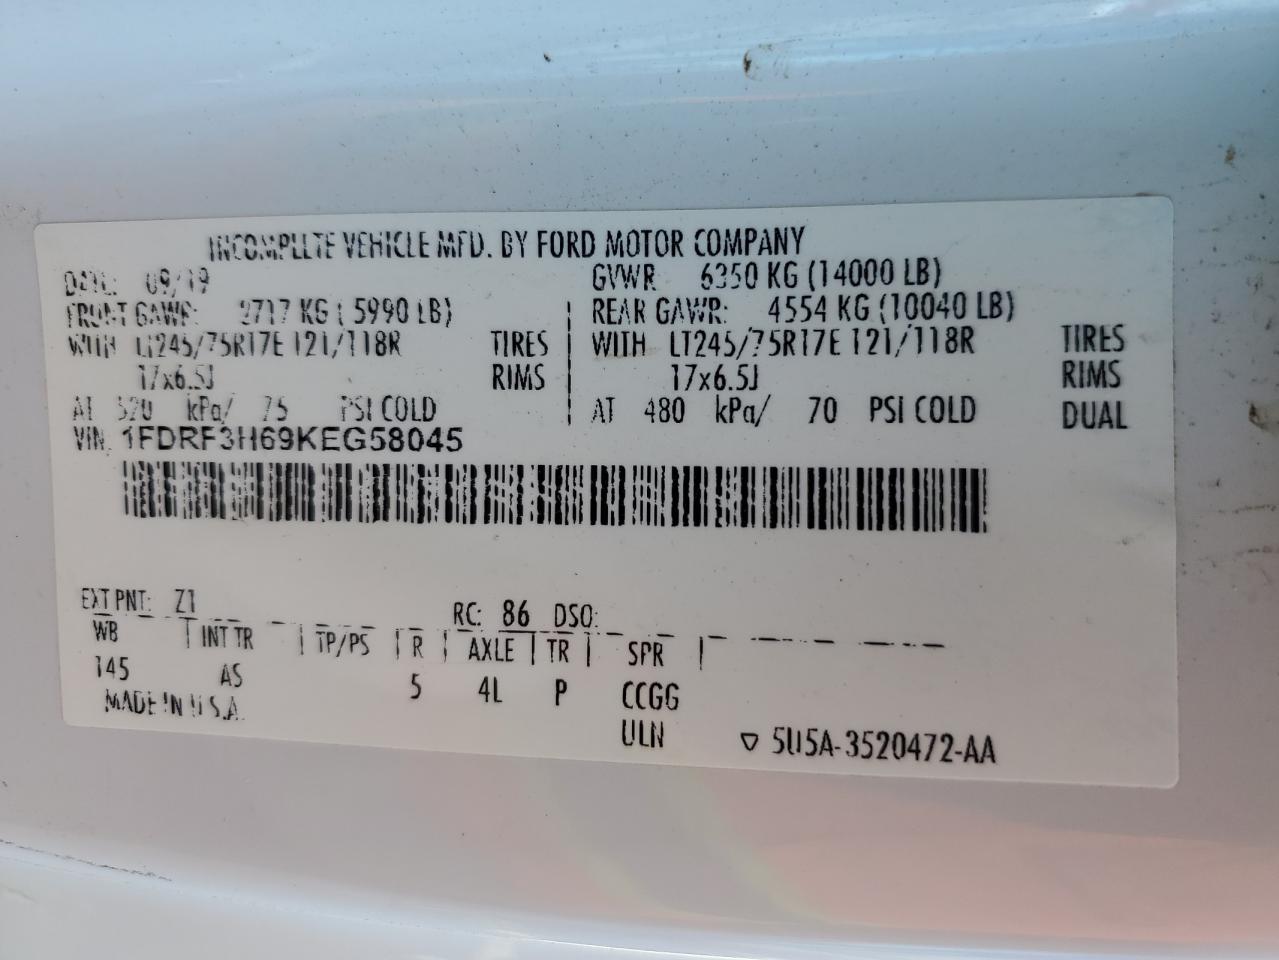 INCOMPLETE VEHICLE MFD. BY FORD MOTOR COMPANY
DATE: 09/19 GVWR 6350 KG (14000 LB)
FRONT GAWR: 2717 KG ( 5990 LB) REAR GAWR: 4554 KG (10040 LB)
WITH LT245/75R17E 121/118R TIRES WITH LT245/75R17E 121/118R TIRES
17x6.5J RIMS 17x6.5J RIMS
AT 520 kPa/ 75 PSI COLD AT 480 kPa/ 70 PSI COLD DUAL
VIN: 1FDRF3H69KEG58045
EXT PNT: Z1 RC: 86 DSO:
WB | INT TR | TP/PS | R | AXLE | TR | SPR |
145 AS 5 4L P CCGG
MADE IN U.S.A. ULN ▽ 5U5A-3520472-AA